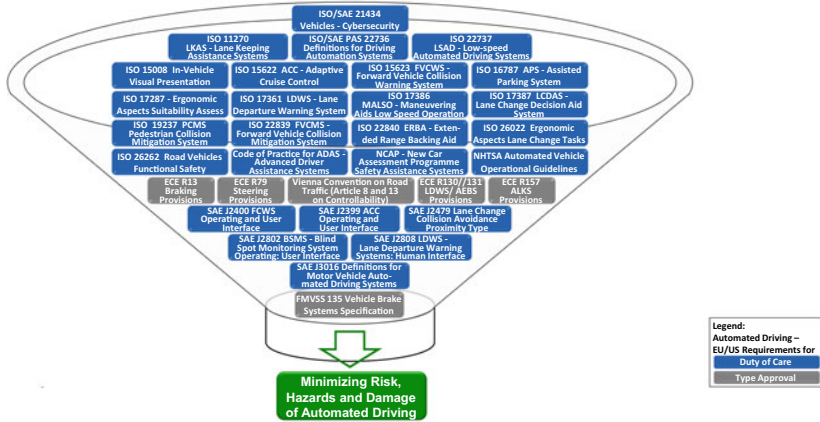 ISO/SAE 21434
Vehicles - Cybersecurity
ISO 11270
LKAS - Lane Keeping
Assistance Systems
ISO/SAE PAS 22736
Definitions for Driving
Automation Systems
ISO 22737
LSAD - Low-speed
Automated Driving Systems
ISO 15008 In-Vehicle
Visual Presentation
ISO 15622 ACC - Adaptive
Cruise Control
ISO 15623 FVCWS -
Forward Vehicle Collision
Warning System
ISO 16787 APS - Assisted
Parking System
ISO 17287 - Ergonomic
Aspects Suitability Assess
ISO 17361 LDWS - Lane
Departure Warning System
ISO 17386
MALSO - Maneuvering
Aids Low Speed Operation
ISO 17387 LCDAS -
Lane Change Decision Aid
System
ISO 19237 PCMS
Pedestrian Collision
Mitigation System
ISO 22839 FVCMS -
Forward Vehicle Collision
Mitigation System
ISO 22840 ERBA - Exten-
ded Range Backing Aid
ISO 26022 Ergonomic
Aspects Lane Change Tasks
ISO 26262 Road Vehicles
Functional Safety
Code of Practice for ADAS -
Advanced Driver
Assistance Systems
NCAP - New Car
Assessment Programme
Safety Assistance Systems
NHTSA Automated Vehicle
Operational Guidelines
ECE R13
Braking
Provisions
ECE R79
Steering
Provisions
Vienna Convention on Road
Traffic (Article 8 and 13
on Controllability)
ECE R130//131
LDWS/ AEBS
Provisions
ECE R157
ALKS
Provisions
SAE J2400 FCWS
Operating and User
Interface
SAE J2399 ACC
Operating and
User Interface
SAE J2479 Lane Change
Collision Avoidance
Proximity Type
SAE J2802 BSMS - Blind
Spot Monitoring System
Operating: User Interface
SAE J2808 LDWS -
Lane Departure Warning
Systems: Human Interface
SAE J3016 Definitions for
Motor Vehicle Auto-
mated Driving Systems
FMVSS 135 Vehicle Brake
Systems Specification
Minimizing Risk,
Hazards and Damage
of Automated Driving
Legend:
Automated Driving –
EU/US Requirements for
Duty of Care
Type Approval